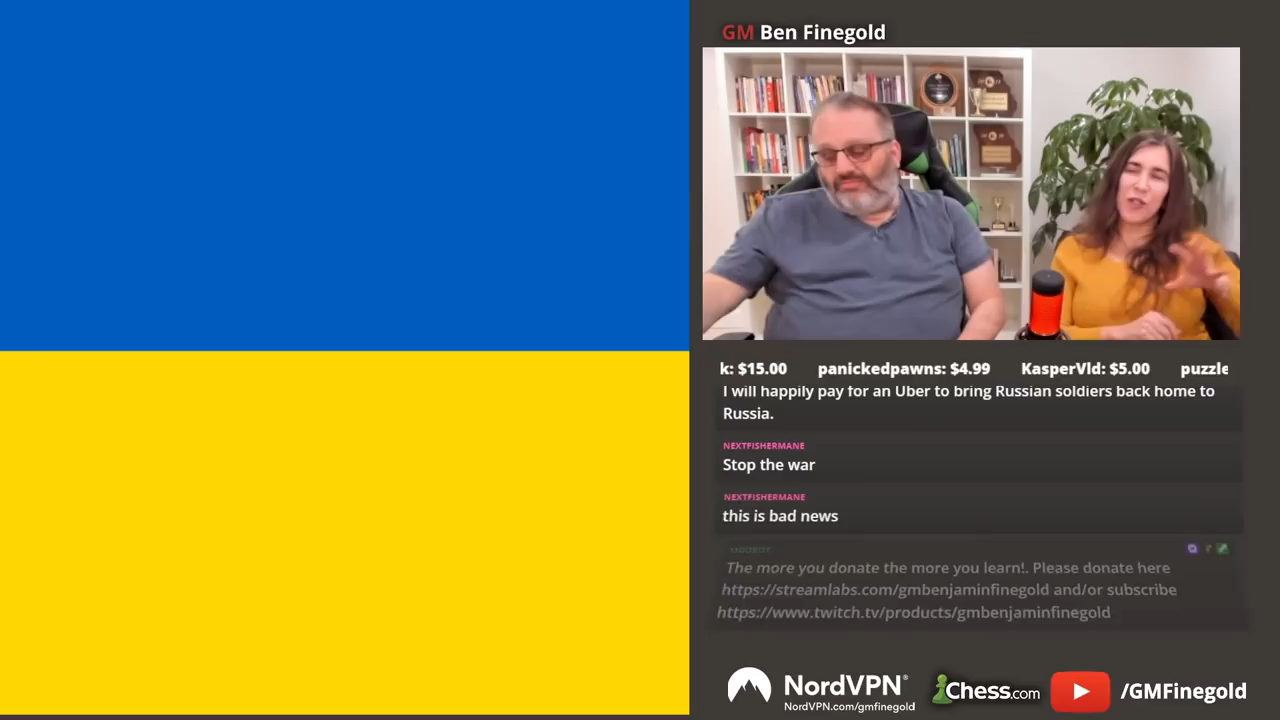 GM Ben Finegold
k: $15.00 panickedpawns: $4.99 KasperVld: $5.00 puzzle
I will happily pay for an Uber to bring Russian soldiers back home to
Russia.
NEXTFISHERMANE
Stop the war
NEXTFISHERMANE
this is bad news
MODBOT
The more you donate the more you learn!. Please donate here
https://streamlabs.com/gmbenjaminfinegold and/or subscribe
https://www.twitch.tv/products/gmbenjaminfinegold
NordVPN®
NordVPN.com/gmfinegold
Chess.com
/GMFinegold